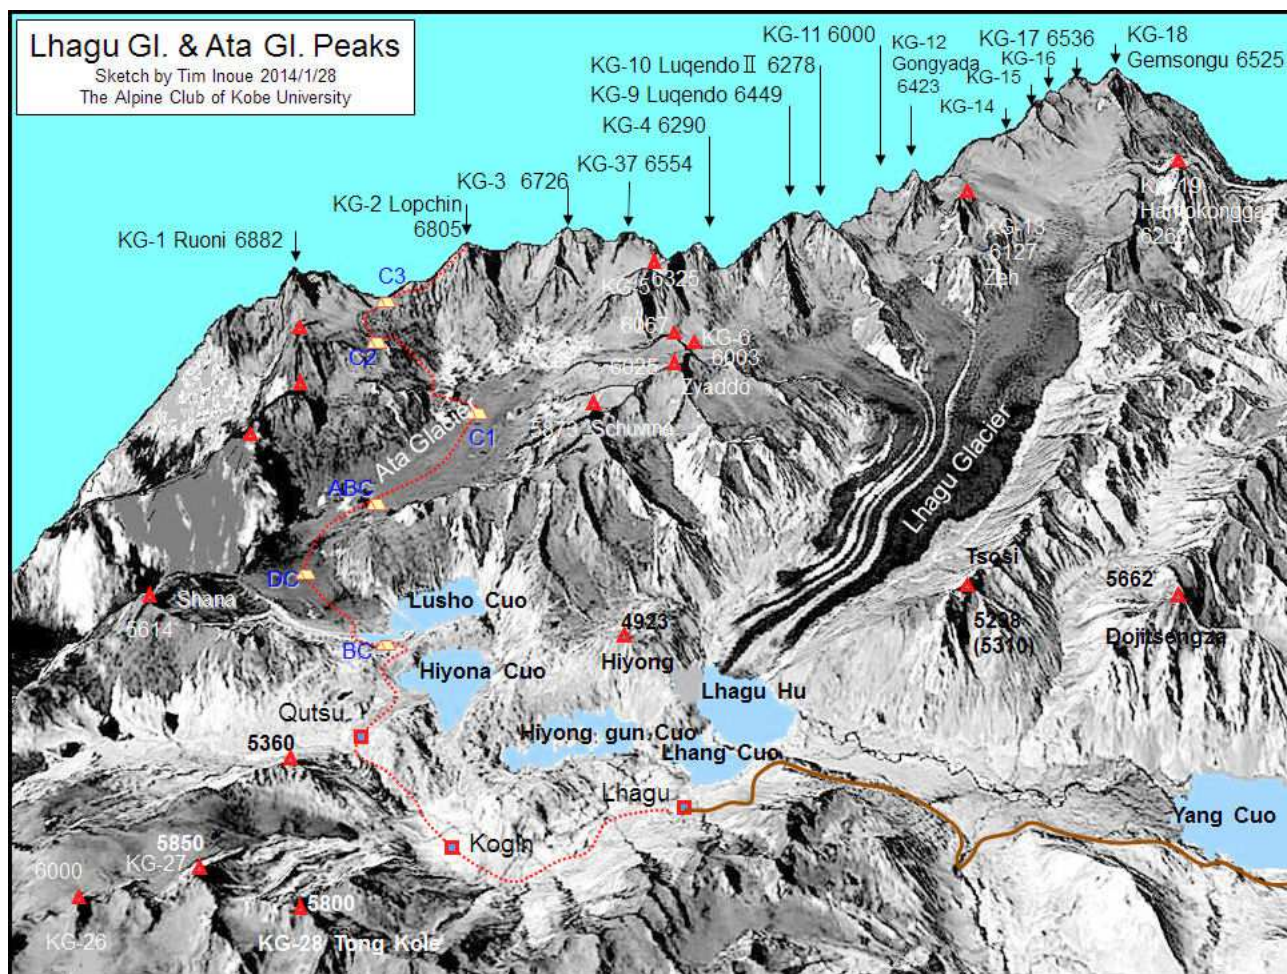 Lhagu Gl. & Ata Gl. Peaks
Sketch by Tim Inoue 2014/1/28
The Alpine Club of Kobe University
KG-11 6000
KG-12
Gongyada
6423
KG-17 6536
KG-16
KG-15
KG-14
KG-18
Gemsongu 6525
KG-10 Luqendo II 6278
KG-9 Luqendo 6449
KG-4 6290
KG-37 6554
KG-3 6726
KG-2 Lopchin
6805
KG-1 Ruoni 6882
KG-19
6260
KG-13
6127
Zeh
C3
KG-5
6325
C2
6067
KG-6
6003
6025
Zyaddo
5873 Schuvma
C1
Ata Glacier
Lhagu Glacier
ABC
DC
Shana
5614
Lusho Cuo
BC
Hiyona Cuo
4923
Hiyong
Tsosi
5298
(5310)
5662
Dojitsengza
Lhagu Hu
Qutsu
5360
Hiyong gun Cuo
Lhang Cuo
Lhagu
Yang Cuo
Kogin
5850
KG-27
6000
KG-26
5800
KG-28 Tong Kole